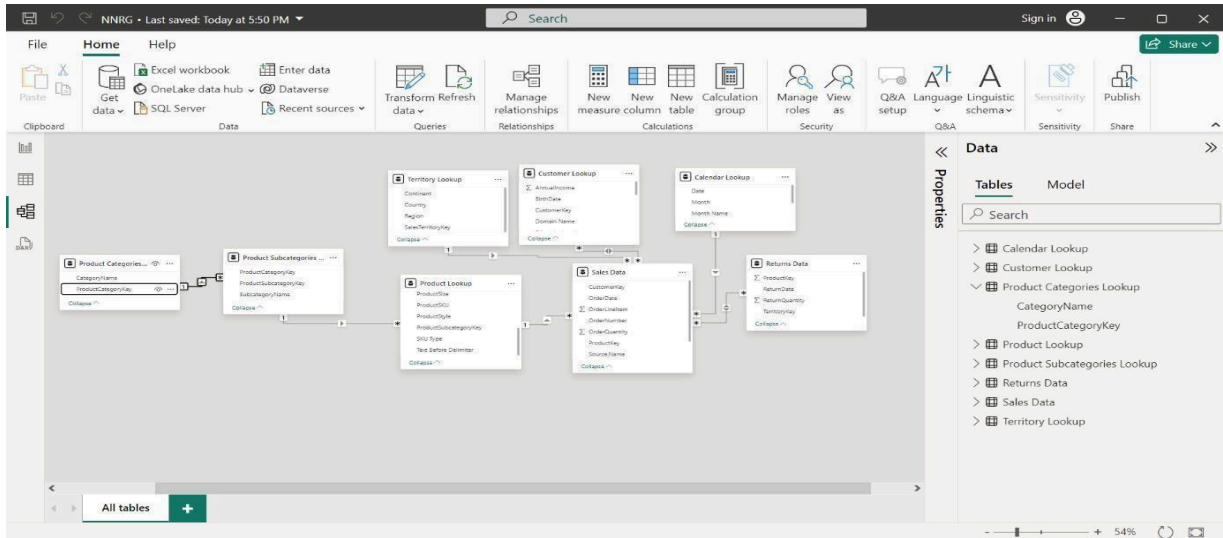 NNRG • Last saved: Today at 5:50 PM
Search
Sign in
File
Home
Help
Share
Paste
Get data
Excel workbook
OneLake data hub
SQL Server
Enter data
Dataverse
Recent sources
Transform data
Refresh
Manage relationships
New measure
New column
New table
Calculation group
Manage roles
View as
Q&A setup
Language
Linguistic schema
Sensitivity
Publish
Clipboard
Data
Queries
Relationships
Calculations
Security
Q&A
Sensitivity
Share
Territory Lookup
Continent
Country
Region
SalesTerritoryKey
Collapse
Customer Lookup
Σ AnnualIncome
BirthDate
CustomerKey
Domain Name
Collapse
Calendar Lookup
Date
Month
Month Name
Collapse
Product Categories...
CategoryName
ProductCategoryKey
Collapse
Product Subcategories ...
ProductCategoryKey
ProductSubcategoryKey
SubcategoryName
Collapse
Product Lookup
ProductSize
ProductSKU
ProductStyle
ProductSubcategoryKey
SKU Type
Text Before Delimiter
Collapse
Sales Data
CustomerKey
OrderDate
Σ OrderLineItem
OrderNumber
Σ OrderQuantity
ProductKey
Source.Name
Collapse
Returns Data
Σ ProductKey
ReturnDate
Σ ReturnQuantity
TerritoryKey
Collapse
Properties
Data
Tables
Model
Search
Calendar Lookup
Customer Lookup
Product Categories Lookup
CategoryName
ProductCategoryKey
Product Lookup
Product Subcategories Lookup
Returns Data
Sales Data
Territory Lookup
All tables
54%